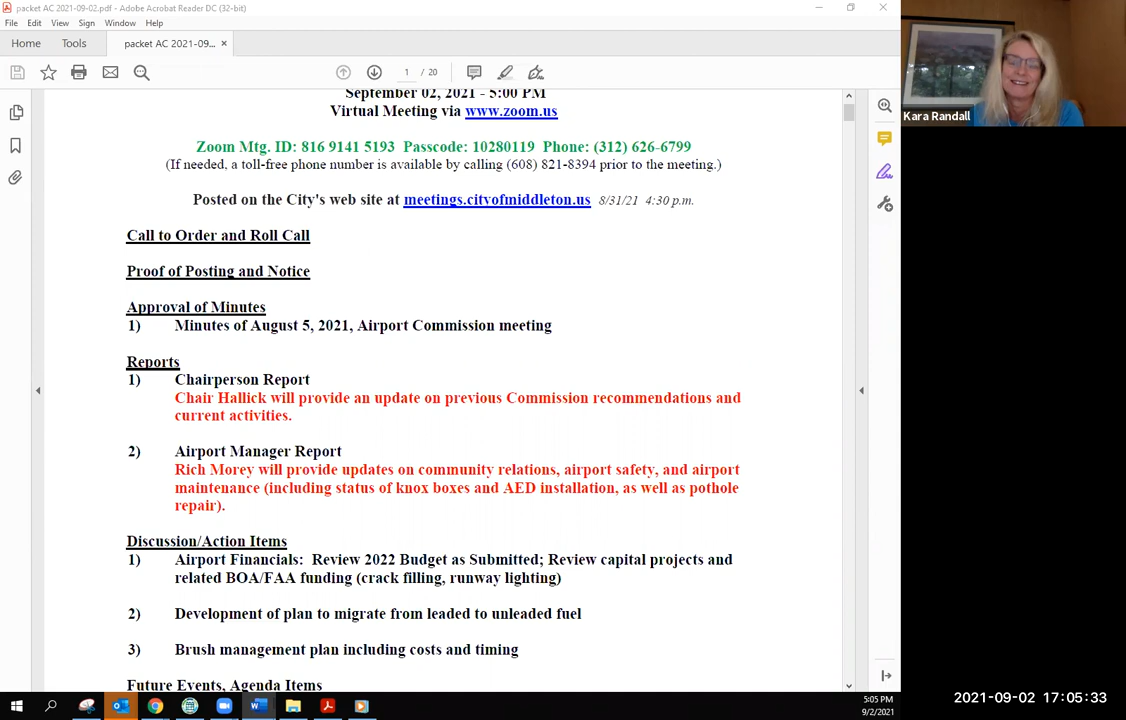 packet AC 2021-09-02.pdf - Adobe Acrobat Reader DC (32-bit)
File Edit View Sign Window Help
Home Tools packet AC 2021-09... ×
1 / 20
September 02, 2021 - 5:00 PM
Virtual Meeting via www.zoom.us
Zoom Mtg. ID: 816 9141 5193 Passcode: 10280119 Phone: (312) 626-6799
(If needed, a toll-free phone number is available by calling (608) 821-8394 prior to the meeting.)
Posted on the City's web site at meetings.cityofmiddleton.us 8/31/21 4:30 p.m.
Call to Order and Roll Call
Proof of Posting and Notice
Approval of Minutes
1) Minutes of August 5, 2021, Airport Commission meeting
Reports
1) Chairperson Report
Chair Hallick will provide an update on previous Commission recommendations and
current activities.
2) Airport Manager Report
Rich Morey will provide updates on community relations, airport safety, and airport
maintenance (including status of knox boxes and AED installation, as well as pothole
repair).
Discussion/Action Items
1) Airport Financials: Review 2022 Budget as Submitted; Review capital projects and
related BOA/FAA funding (crack filling, runway lighting)
2) Development of plan to migrate from leaded to unleaded fuel
3) Brush management plan including costs and timing
Future Events, Agenda Items
Kara Randall
5:05 PM
9/2/2021
2021-09-02 17:05:33